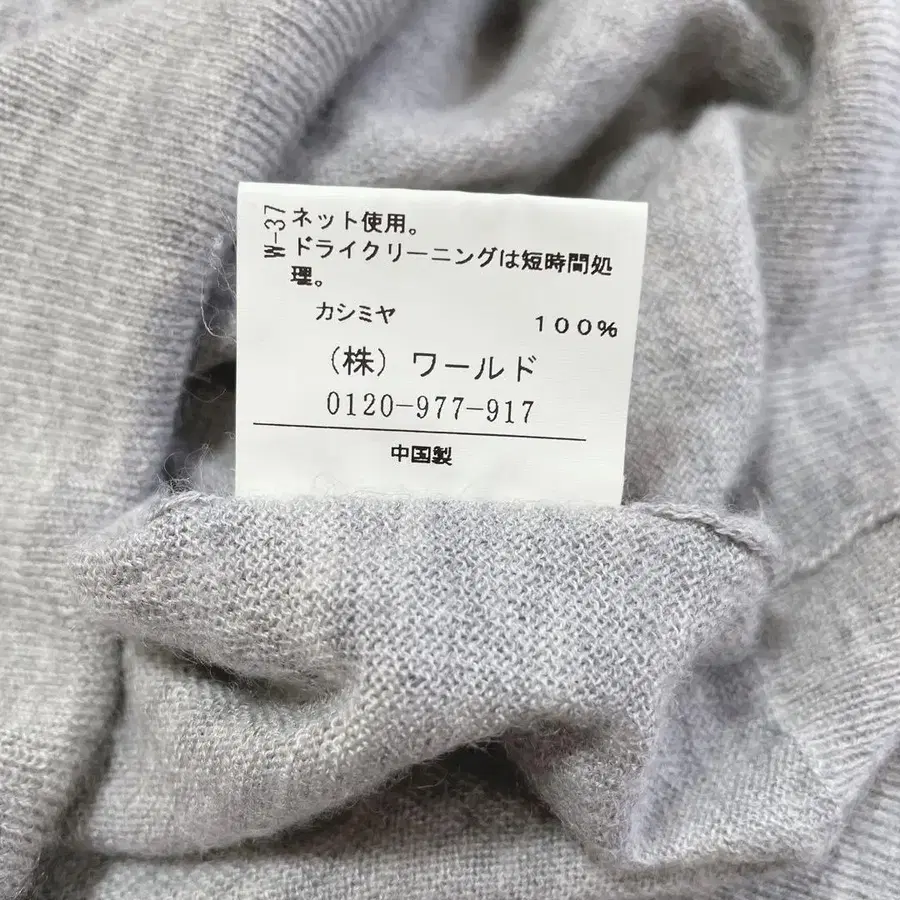 W-37
ネット使用。
ドライクリーニングは短時間処
理。
カシミヤ 100%
(株) ワールド
0120-977-917
中国製